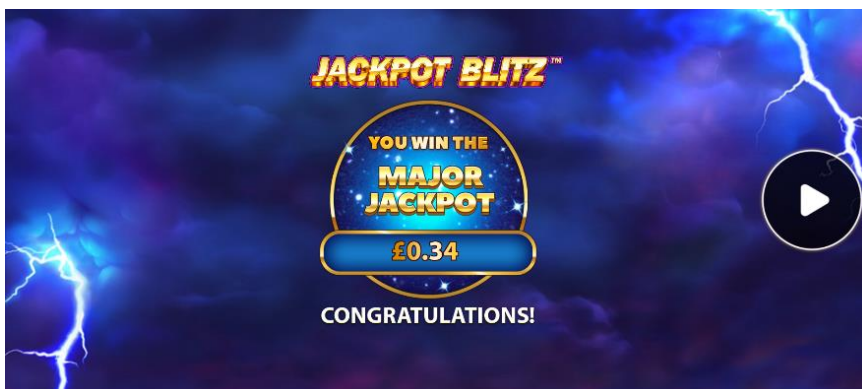 JACKPOT BLITZ™
YOU WIN THE
MAJOR
JACKPOT
£0.34
CONGRATULATIONS!